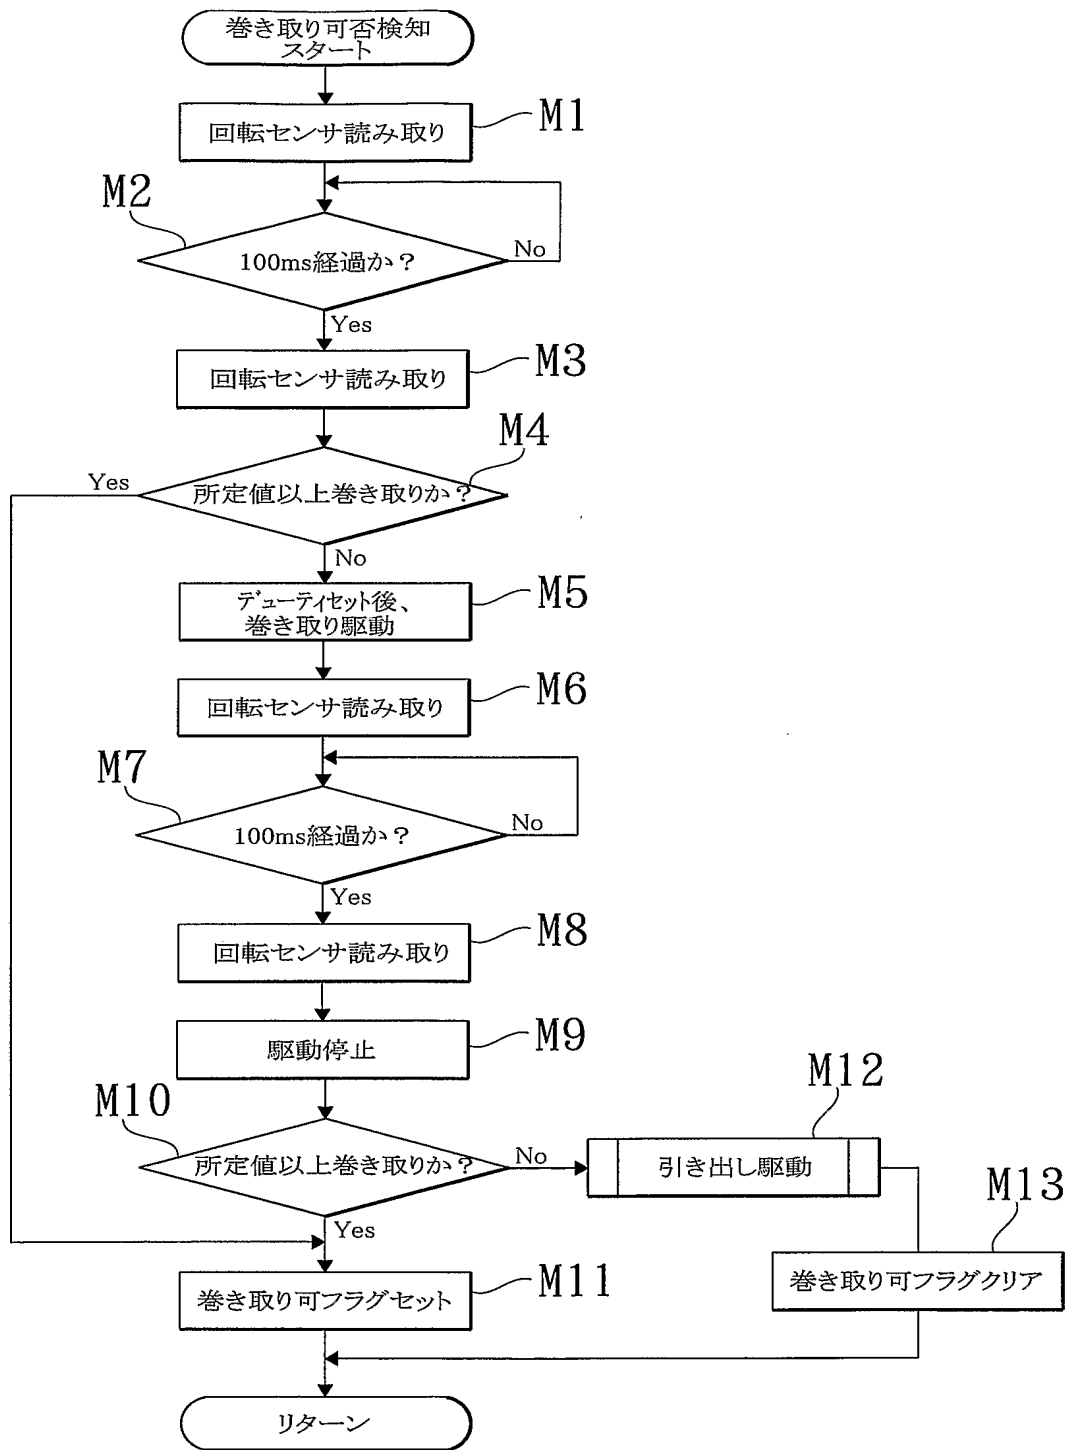 巻き取り可否検知
スタート
回転センサ読み取り
M1
M2
100ms経過か？
No
Yes
回転センサ読み取り
M3
M4
所定値以上巻き取りか？
Yes
No
デューティセット後、
巻き取り駆動
M5
回転センサ読み取り
M6
M7
100ms経過か？
No
Yes
回転センサ読み取り
M8
駆動停止
M9
M10
所定値以上巻き取りか？
No
Yes
M12
引き出し駆動
M13
巻き取り可フラグクリア
巻き取り可フラグセット
M11
リターン